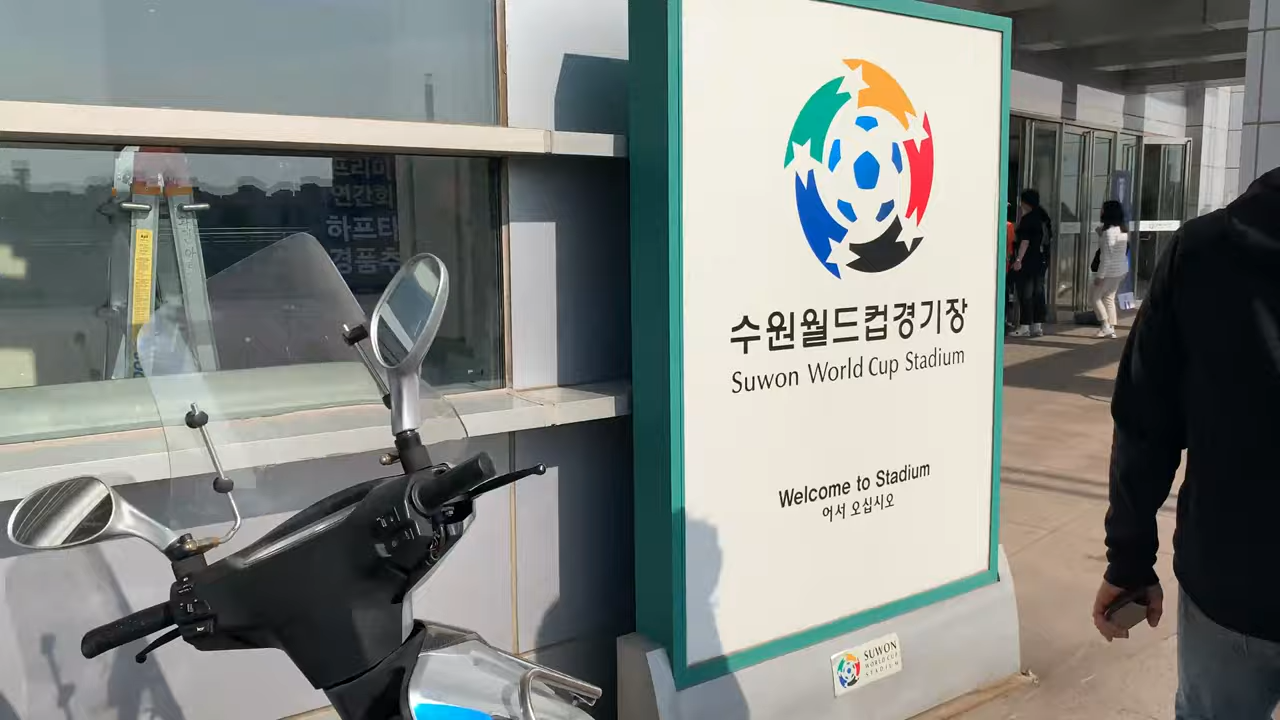 프리미
연간회
하프타
경품추
수원월드컵경기장
Suwon World Cup Stadium
Welcome to Stadium
어서 오십시오
SUWON
WORLD CUP
STADIUM